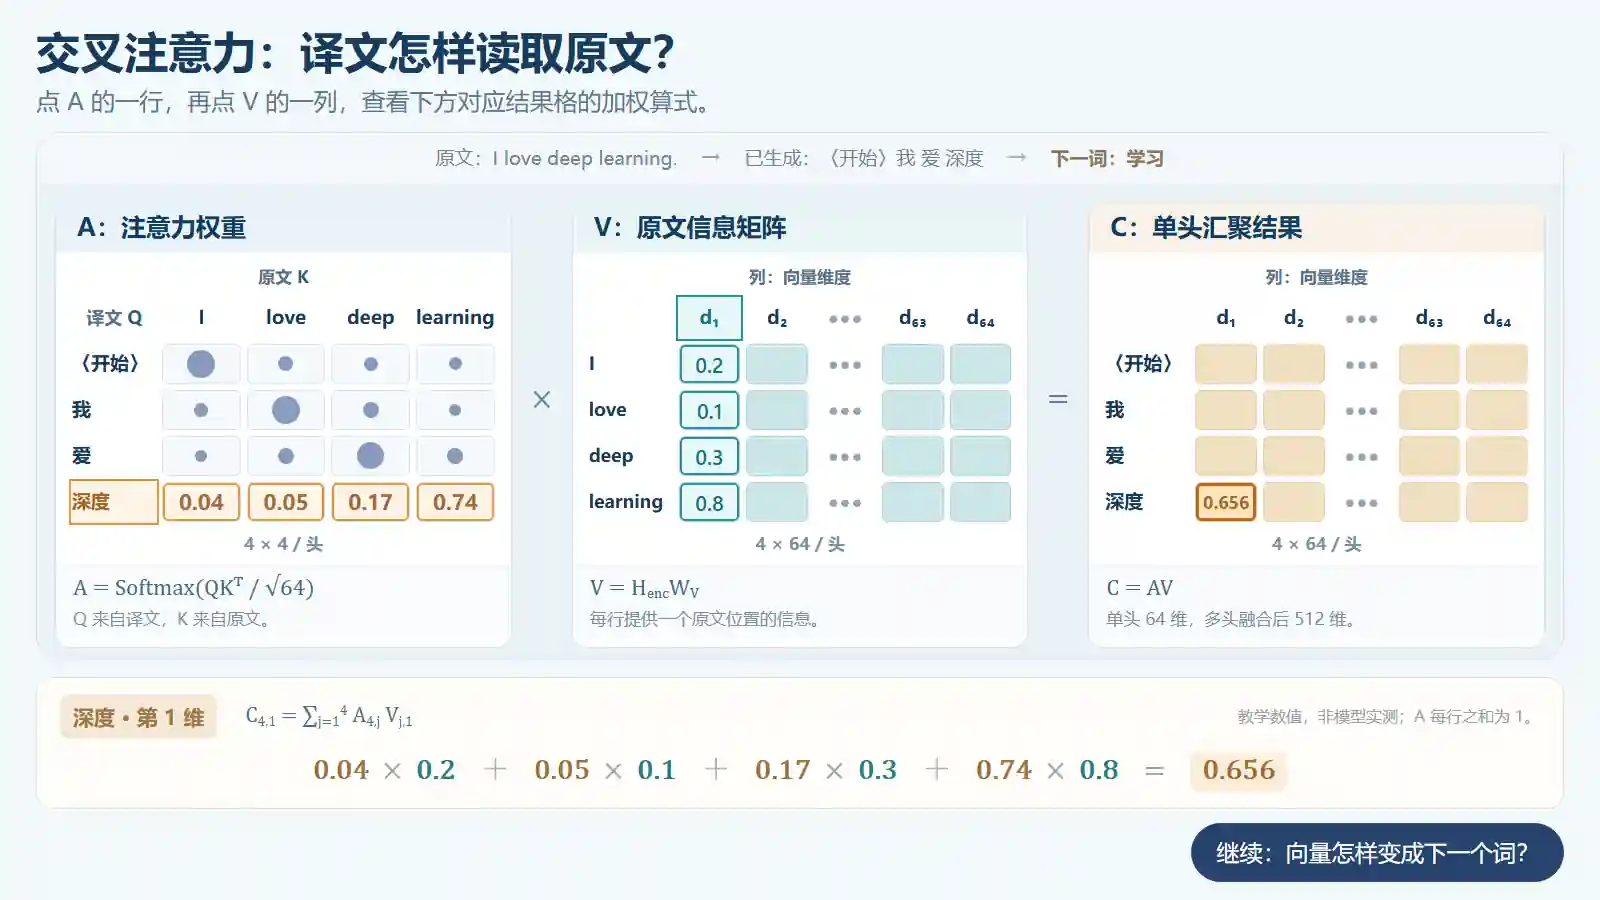 交叉注意力：译文怎样读取原文？
点 A 的一行，再点 V 的一列，查看下方对应结果格的加权算式。
原文：I love deep learning. → 已生成：〈开始〉我 爱 深度 → 下一词：学习
A：注意力权重
原文 K
译文 Q I love deep learning
〈开始〉
我
爱
深度 0.04 0.05 0.17 0.74
4 × 4 / 头
A = Softmax(QKᵀ / √64)
Q 来自译文，K 来自原文。
×
V：原文信息矩阵
列：向量维度
d₁ d₂ ••• d₆₃ d₆₄
I 0.2 •••
love 0.1 •••
deep 0.3 •••
learning 0.8 •••
4 × 64 / 头
V = HₑₙcW_V
每行提供一个原文位置的信息。
=
C：单头汇聚结果
列：向量维度
d₁ d₂ ••• d₆₃ d₆₄
〈开始〉 •••
我 •••
爱 •••
深度 0.656 •••
4 × 64 / 头
C = AV
单头 64 维，多头融合后 512 维。
深度 · 第 1 维 C₄,₁ = ∑ⱼ₌₁⁴ A₄,ⱼ Vⱼ,₁ 教学数值，非模型实测；A 每行之和为 1。
0.04 × 0.2 + 0.05 × 0.1 + 0.17 × 0.3 + 0.74 × 0.8 = 0.656
继续：向量怎样变成下一个词？